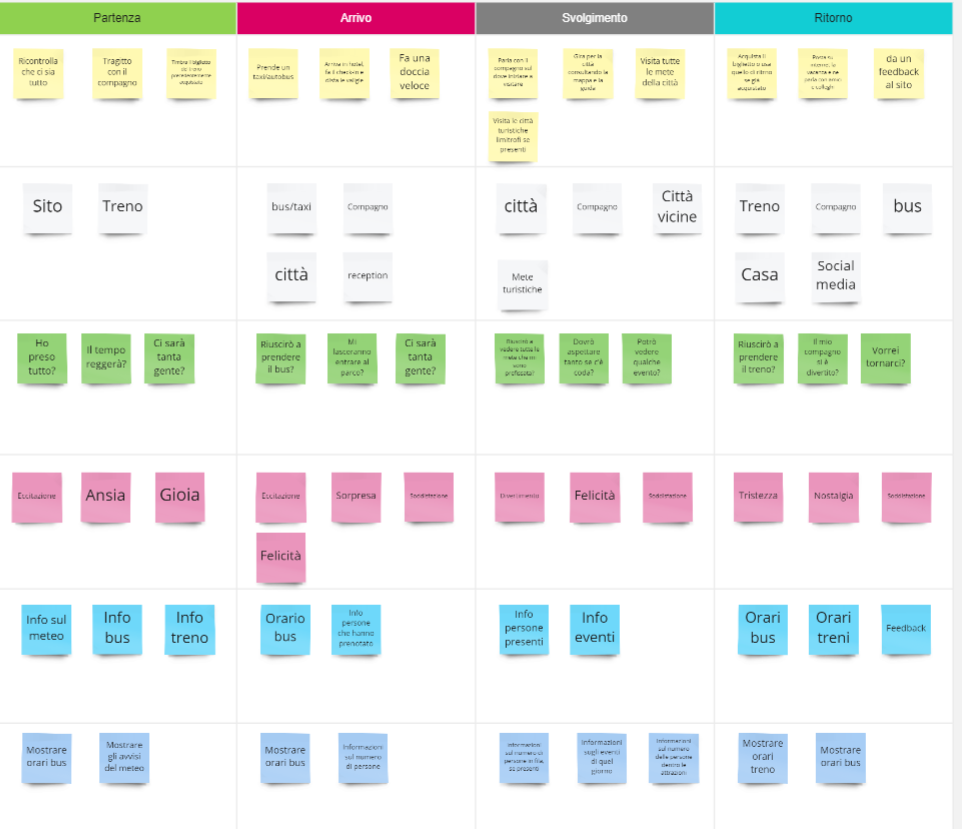 Partenza
Arrivo
Svolgimento
Ritorno
Ricontrolla
che ci sia
tutto
Tragitto
con il
compagno
Timbra il biglietto
del treno
precedentemente
acquistato
Prende un
taxi/autobus
Arriva in hotel,
fa il check-in e
disfa le valigie
Fa una
doccia
veloce
Parla con il
compagno sul
dove iniziare a
visitare
Gira per la
città
consultando la
mappa e la
guida
Visita tutte
le mete
della città
Acquista il
biglietto o usa
quello di ritorno
se già
acquistato
Posta su
internet la
vacanza e ne
parla con amici
e colleghi
da un
feedback
al sito
Visita le città
turistiche
limitrofi se
presenti
Sito
Treno
bus/taxi
Compagno
città
Compagno
Città
vicine
Treno
Compagno
bus
città
reception
Mete
turistiche
Casa
Social
media
Ho
preso
tutto?
Il tempo
reggerà?
Ci sarà
tanta
gente?
Riuscirò a
prendere
il bus?
Mi
lasceranno
entrare al
parco?
Ci sarà
tanta
gente?
Riuscirò a
vedere tutte le
mete che mi
sono
prefissato?
Dovrò
aspettare
tanto se c'è
coda?
Potrò
vedere
qualche
evento?
Riuscirò a
prendere
il treno?
Il mio
compagno
si è
divertito?
Vorrei
tornarci?
Eccitazione
Ansia
Gioia
Eccitazione
Sorpresa
Soddisfazione
Divertimento
Felicità
Soddisfazione
Tristezza
Nostalgia
Soddisfazione
Felicità
Info sul
meteo
Info
bus
Info
treno
Orario
bus
Info
persone
che hanno
prenotato
Info
persone
presenti
Info
eventi
Orari
bus
Orari
treni
Feedback
Mostrare
orari bus
Mostrare
gli avvisi
del meteo
Mostrare
orari bus
Informazioni
sul numero
di persone
Informazioni
sul numero di
persone in fila,
se presenti
Informazioni
sugli eventi
di quel
giorno
Informazioni
sul numero
delle persone
dentro le
attrazioni
Mostrare
orari
treno
Mostrare
orari bus